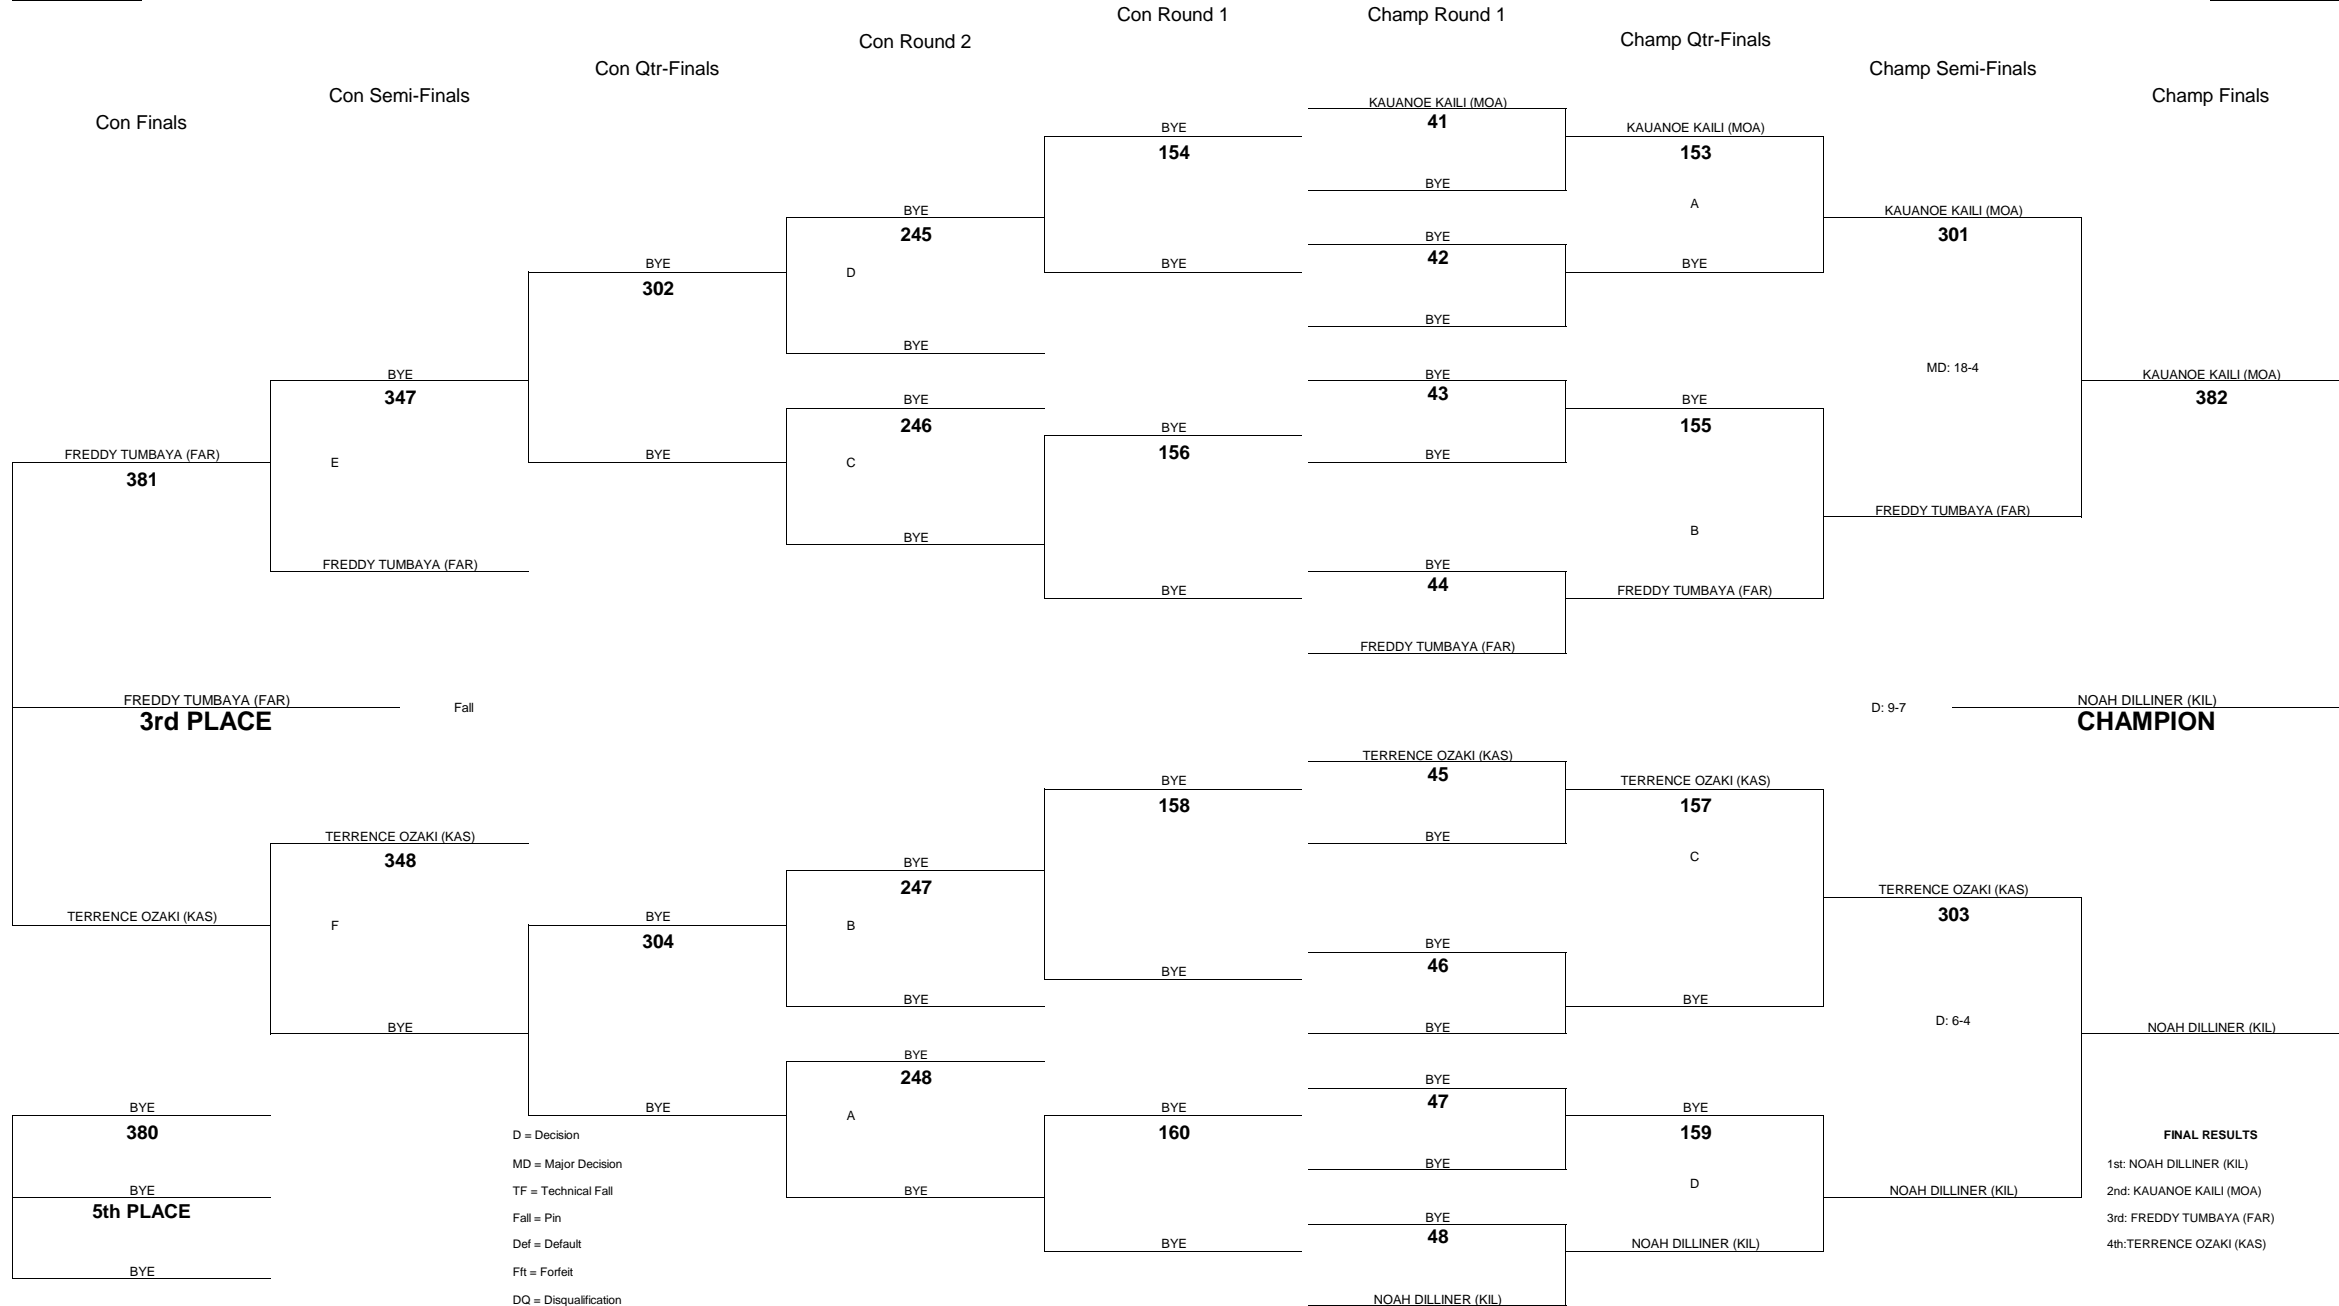 Con Round 1
Champ Round 1
Con Round 2
Champ Qtr-Finals
Con Qtr-Finals
Champ Semi-Finals
Con Semi-Finals
Champ Finals
Con Finals
KAUANOE KAILI (MOA)
41
BYE
KAUANOE KAILI (MOA)
154
153
BYE
A
BYE
KAUANOE KAILI (MOA)
245
301
BYE
42
BYE
BYE
BYE
302
D
BYE
BYE
MD: 18-4
BYE
BYE
KAUANOE KAILI (MOA)
347
43
382
BYE
BYE
246
155
BYE
156
FREDDY TUMBAYA (FAR)
E
BYE
C
BYE
381
FREDDY TUMBAYA (FAR)
BYE
B
FREDDY TUMBAYA (FAR)
BYE
44
BYE
FREDDY TUMBAYA (FAR)
FREDDY TUMBAYA (FAR)
FREDDY TUMBAYA (FAR)
Fall
D: 9-7
NOAH DILLINER (KIL)
3rd PLACE
CHAMPION
TERRENCE OZAKI (KAS)
45
BYE
TERRENCE OZAKI (KAS)
158
157
TERRENCE OZAKI (KAS)
BYE
348
C
BYE
247
TERRENCE OZAKI (KAS)
303
TERRENCE OZAKI (KAS)
F
BYE
B
304
BYE
46
BYE
BYE
BYE
BYE
BYE
D: 6-4
NOAH DILLINER (KIL)
BYE
248
BYE
47
BYE
BYE
A
BYE
BYE
380
160
159
D = Decision
FINAL RESULTS
MD = Major Decision
BYE
1st: NOAH DILLINER (KIL)
D
BYE
TF = Technical Fall
BYE
NOAH DILLINER (KIL)
2nd: KAUANOE KAILI (MOA)
5th PLACE
Fall = Pin
BYE
3rd: FREDDY TUMBAYA (FAR)
48
Def = Default
BYE
NOAH DILLINER (KIL)
4th:TERRENCE OZAKI (KAS)
BYE
Fft = Forfeit
DQ = Disqualification
NOAH DILLINER (KIL)